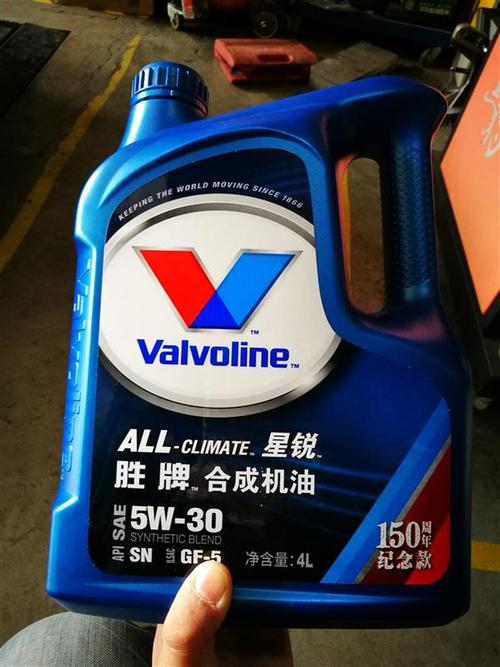 KEEPING THE WORLD MOVING SINCE 1866
Valvoline™
ALL-CLIMATE™ 星锐™
胜牌™ 合成机油
SAE 5W-30
SYNTHETIC BLEND
API SN ILSAC GF-5 净含量: 4L
150周年
纪念款
Valvoline